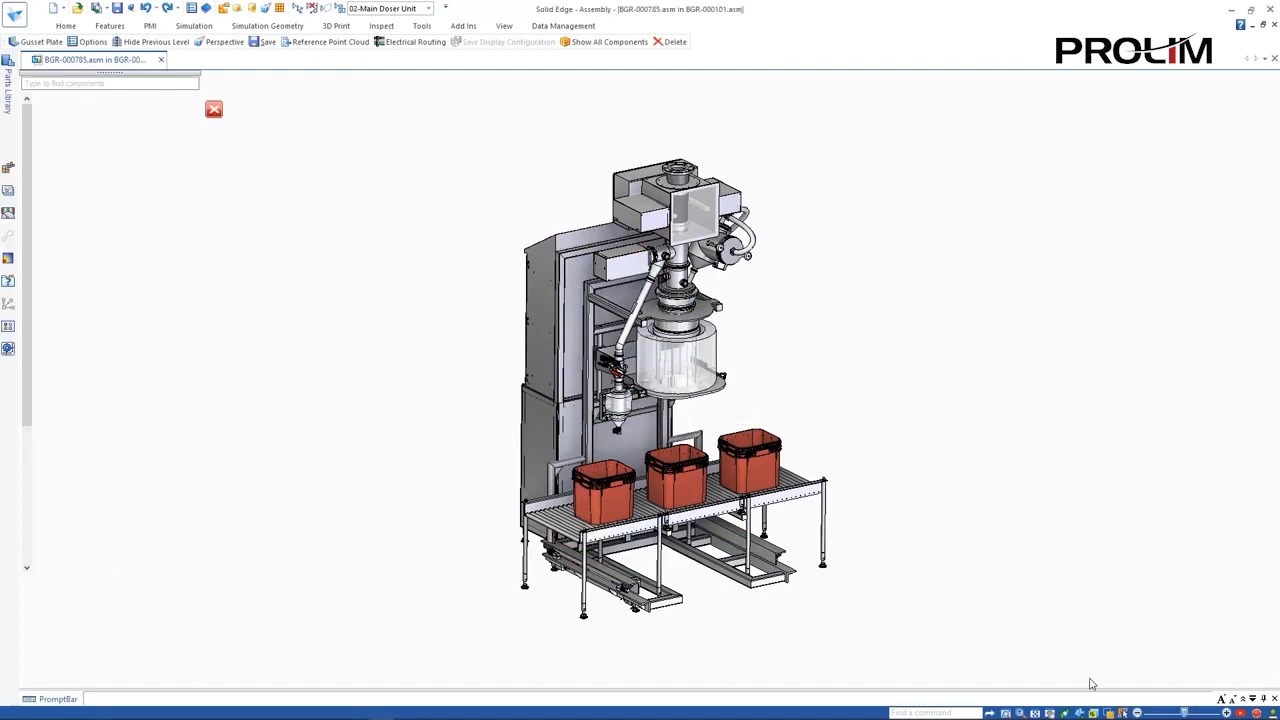 02-Main Doser Unit
Solid Edge - Assembly - [BGR-000785.asm in BGR-000101.asm]
Home Features PMI Simulation Simulation Geometry 3D Print Inspect Tools Add Ins View Data Management
Gusset Plate Options Hide Previous Level Perspective Save Reference Point Cloud Electrical Routing Save Display Configuration Show All Components Delete
PROLIM
BGR-000785.asm in BGR-00...
Type to find components
Parts Library
PromptBar
Find a command